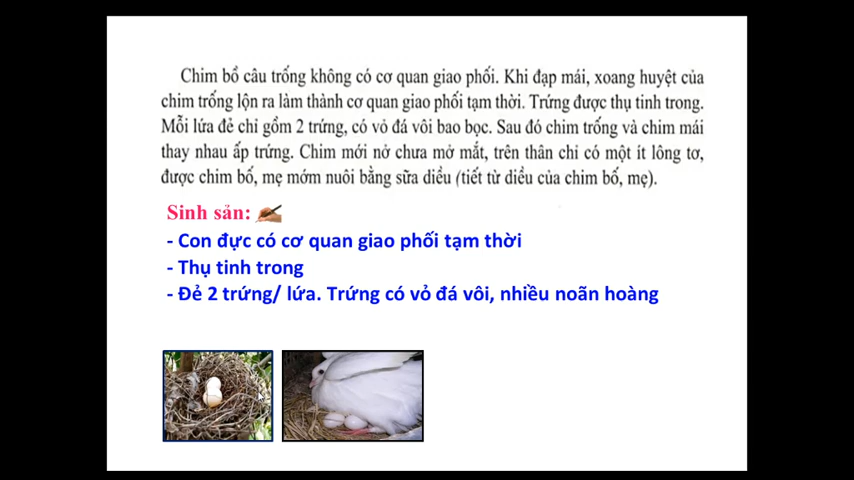 Chim bồ câu trống không có cơ quan giao phối. Khi đạp mái, xoang huyệt của
chim trống lộn ra làm thành cơ quan giao phối tạm thời. Trứng được thụ tinh trong.
Mỗi lứa đẻ chỉ gồm 2 trứng, có vỏ đá vôi bao bọc. Sau đó chim trống và chim mái
thay nhau ấp trứng. Chim mới nở chưa mở mắt, trên thân chỉ có một ít lông tơ,
được chim bố, mẹ mớm nuôi bằng sữa diều (tiết từ diều của chim bố, mẹ).
Sinh sản:
- Con đực có cơ quan giao phối tạm thời
- Thụ tinh trong
- Đẻ 2 trứng/ lứa. Trứng có vỏ đá vôi, nhiều noãn hoàng